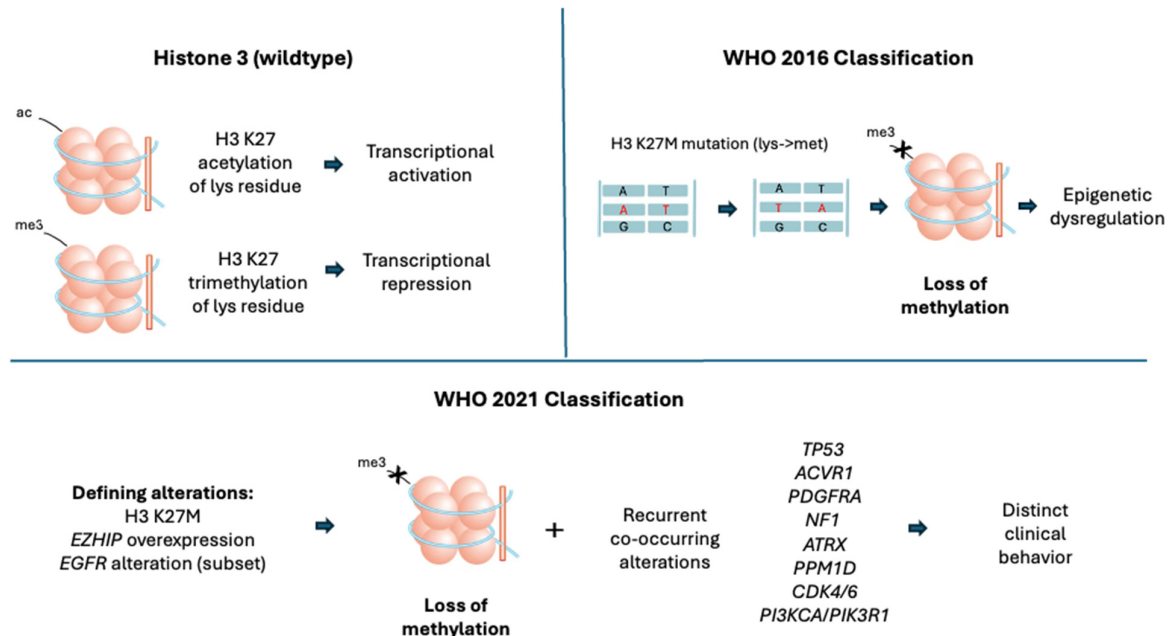 Histone 3 (wildtype)
ac
H3 K27
acetylation
of lys residue
Transcriptional
activation
me3
H3 K27
trimethylation
of lys residue
Transcriptional
repression
WHO 2016 Classification
H3 K27M mutation (lys->met)
A T
A T
G C
A T
T A
G C
me3
Loss of
methylation
Epigenetic
dysregulation
WHO 2021 Classification
Defining alterations:
H3 K27M
EZHIP overexpression
EGFR alteration (subset)
me3
Loss of
methylation
+
Recurrent
co-occurring
alterations
TP53
ACVR1
PDGFRA
NF1
ATRX
PPM1D
CDK4/6
PI3KCA/PIK3R1
Distinct
clinical
behavior